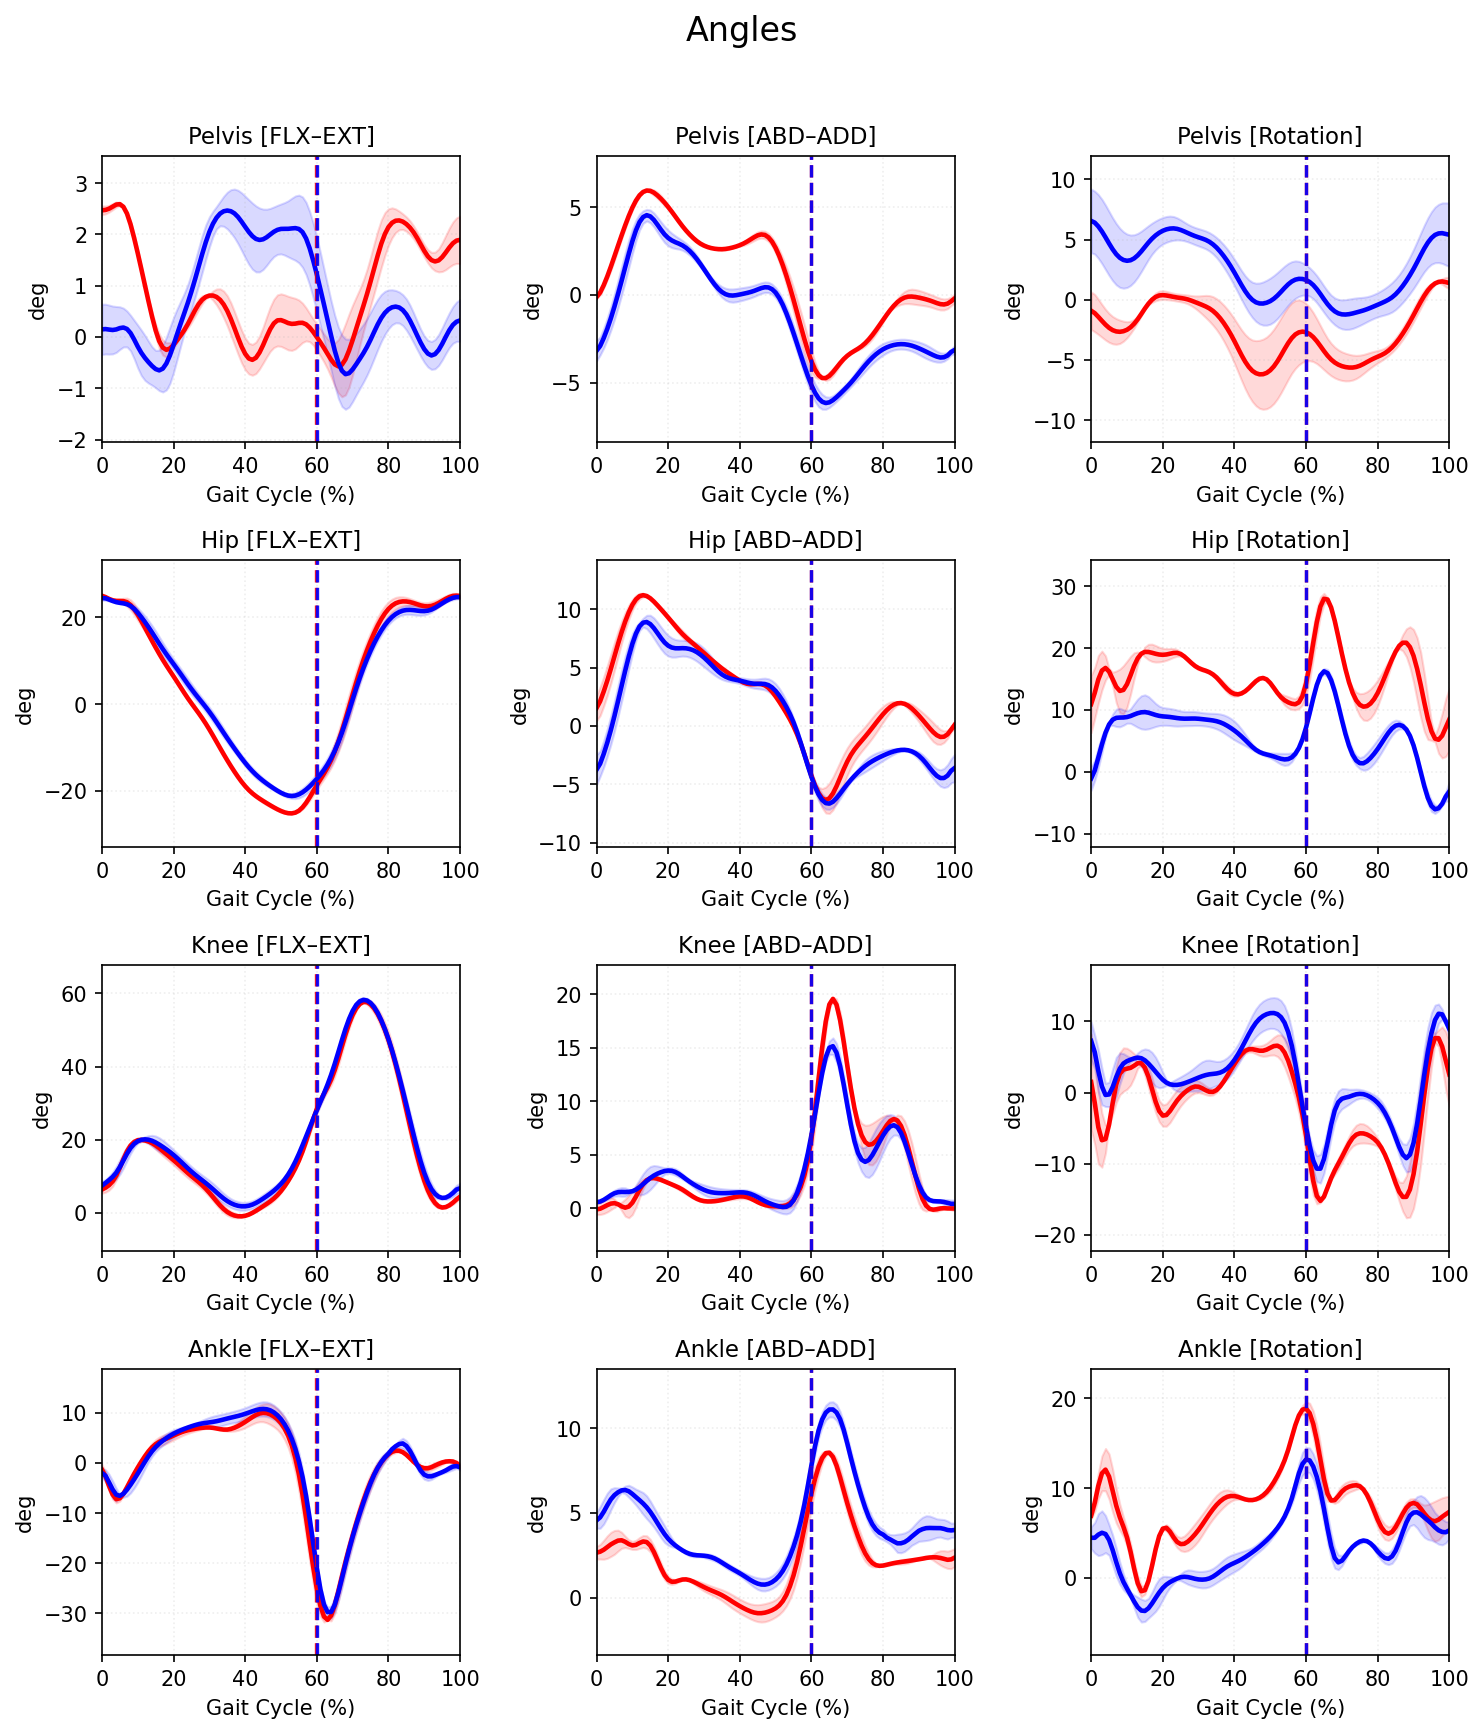 Angles
Pelvis [FLX–EXT]
Pelvis [ABD–ADD]
Pelvis [Rotation]
deg
3
2
1
0
−1
−2
0 20 40 60 80 100
Gait Cycle (%)
deg
5
0
−5
0 20 40 60 80 100
Gait Cycle (%)
deg
10
5
0
−5
−10
0 20 40 60 80 100
Gait Cycle (%)
Hip [FLX–EXT]
Hip [ABD–ADD]
Hip [Rotation]
deg
20
0
−20
0 20 40 60 80 100
Gait Cycle (%)
deg
10
5
0
−5
−10
0 20 40 60 80 100
Gait Cycle (%)
deg
30
20
10
0
−10
0 20 40 60 80 100
Gait Cycle (%)
Knee [FLX–EXT]
Knee [ABD–ADD]
Knee [Rotation]
deg
60
40
20
0
0 20 40 60 80 100
Gait Cycle (%)
deg
20
15
10
5
0
0 20 40 60 80 100
Gait Cycle (%)
deg
10
0
−10
−20
0 20 40 60 80 100
Gait Cycle (%)
Ankle [FLX–EXT]
Ankle [ABD–ADD]
Ankle [Rotation]
deg
10
0
−10
−20
−30
0 20 40 60 80 100
Gait Cycle (%)
deg
10
5
0
0 20 40 60 80 100
Gait Cycle (%)
deg
20
10
0
0 20 40 60 80 100
Gait Cycle (%)